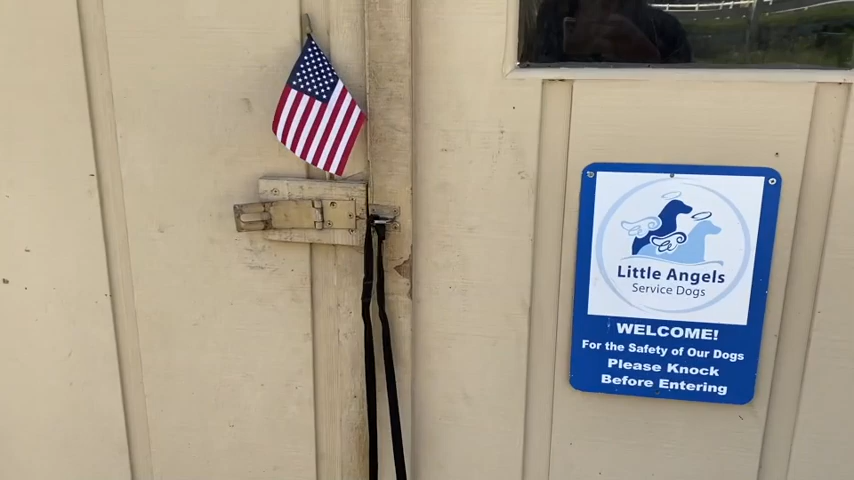 Little Angels
Service Dogs
WELCOME!
For the Safety of Our Dogs
Please Knock
Before Entering